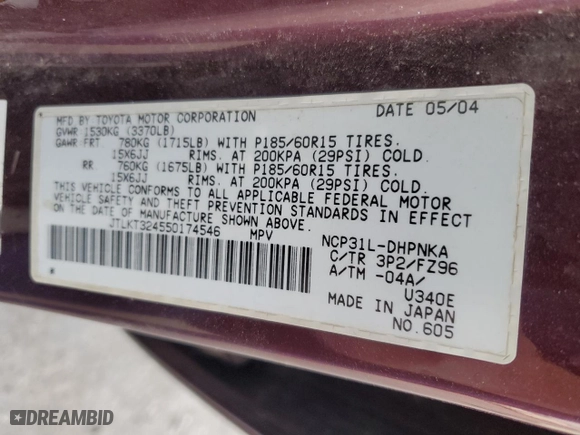 MFD BY TOYOTA MOTOR CORPORATION DATE 05/04
GVWR 1530KG (3370LB)
GAWR:FRT 780KG (1715LB) WITH P185/60R15 TIRES.
15X6JJ RIMS. AT 200KPA (29PSI) COLD.
RR 760KG (1675LB) WITH P185/60R15 TIRES.
15X6JJ RIMS. AT 200KPA (29PSI) COLD.
THIS VEHICLE CONFORMS TO ALL APPLICABLE FEDERAL MOTOR
VEHICLE SAFETY AND THEFT PREVENTION STANDARDS IN EFFECT
ON THE DATE OF MANUFACTURE SHOWN ABOVE.
JTLKT324550174546 MPV NCP31L-DHPNKA
C/TR 3P2/FZ96
A/TM -04A/
U340E
MADE IN JAPAN
NO.605
DREAMBID